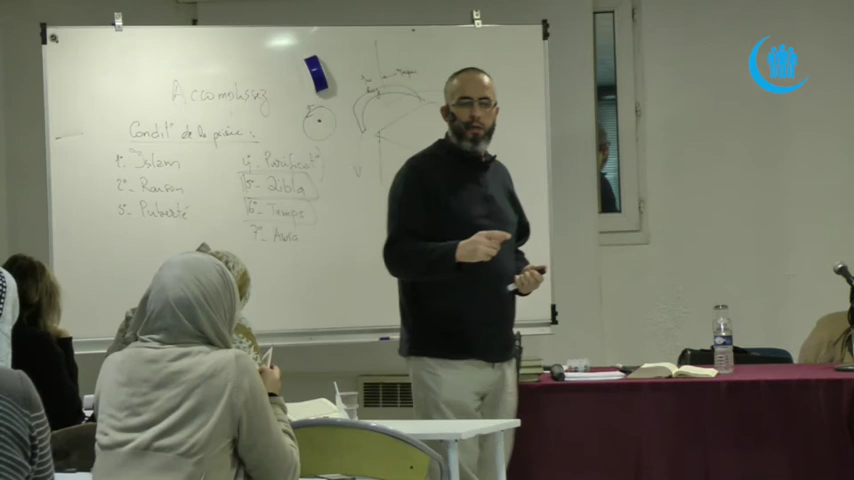 Accomplissez
Condit° de la prière :
1°- Islam
2°- Raison
3°- Puberté
4°- Purificat°
5°- Qibla
6°- Temps
7°- Awra